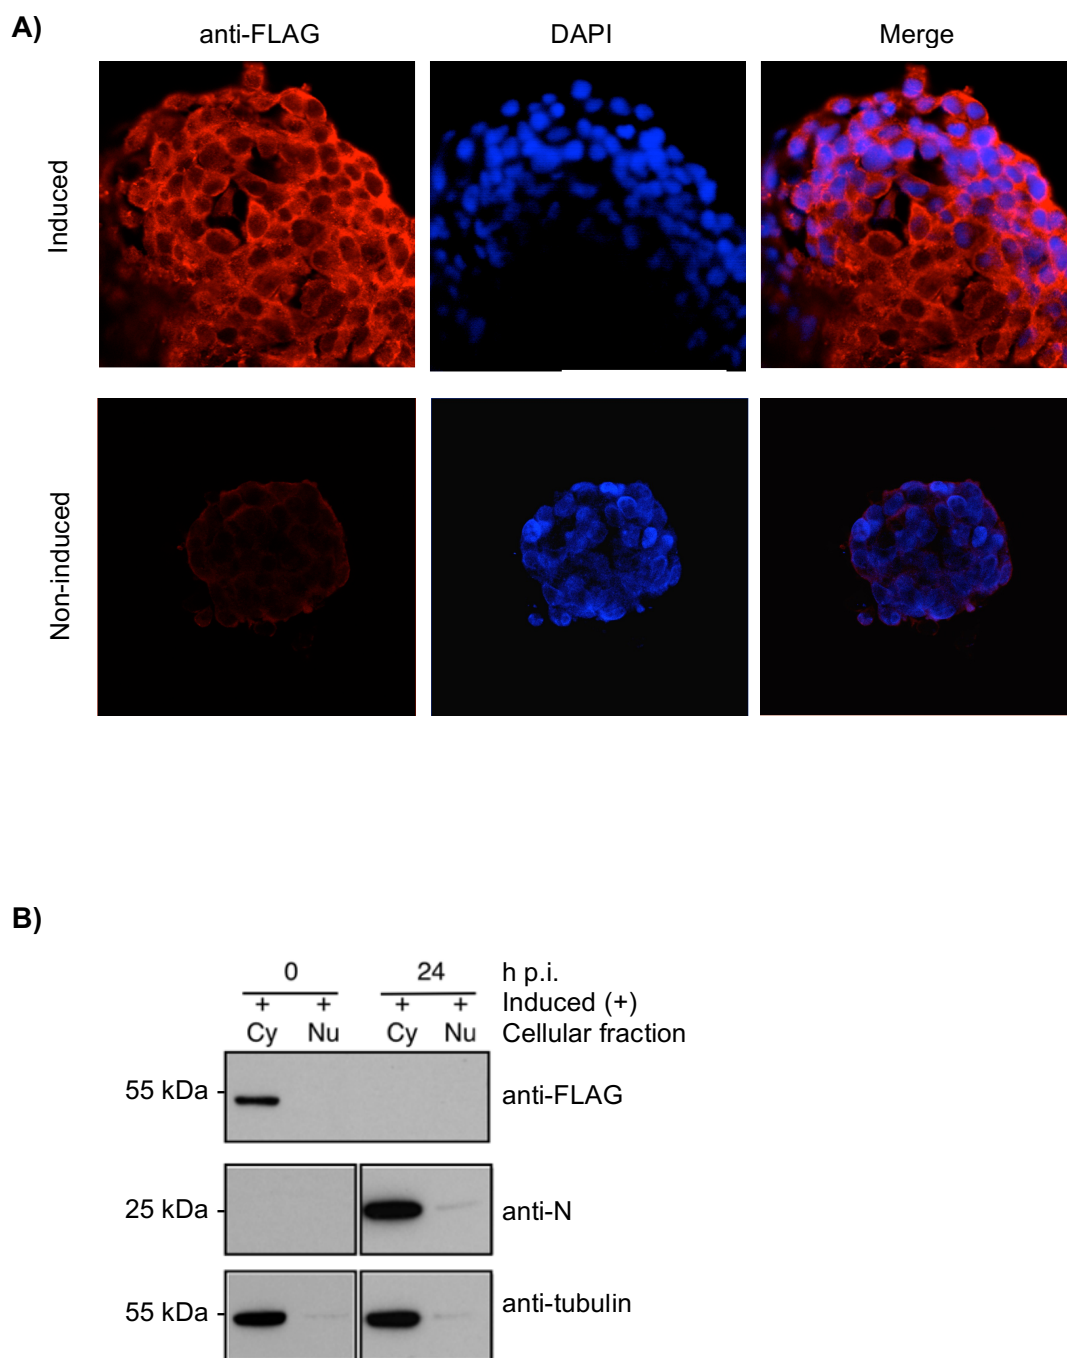 A)
anti-FLAG DAPI Merge
Induced
Non-induced
B)
0 24 h p.i.
+ + + + Induced (+)
Cy Nu Cy Nu Cellular fraction
55 kDa anti-FLAG
25 kDa anti-N
55 kDa anti-tubulin